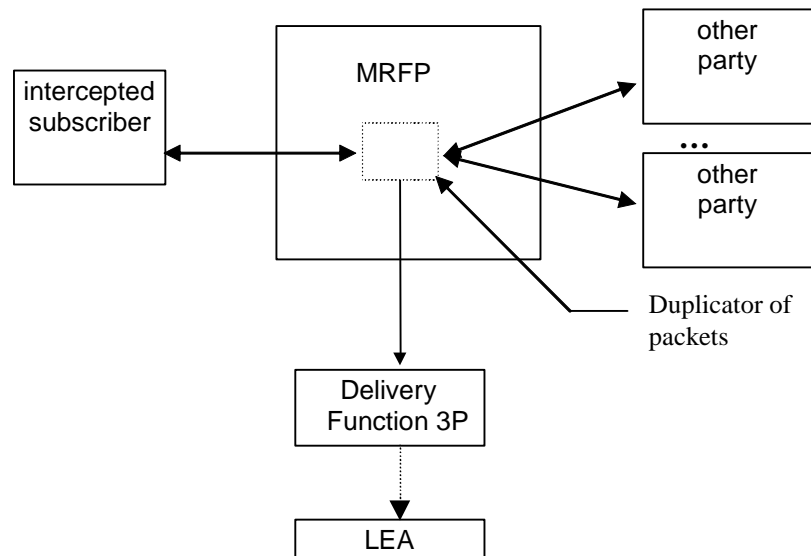 intercepted
subscriber
MRFP
other
party
...
other
party
Duplicator of
packets
Delivery
Function 3P
LEA